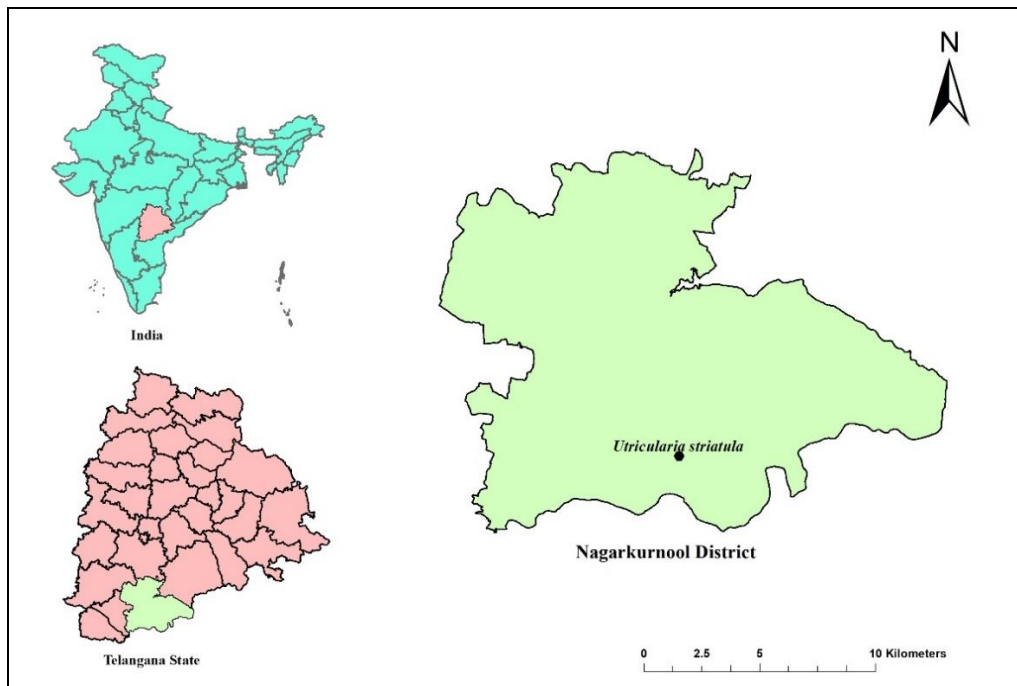 N
India
Utricularia striatula
Nagarkurnool District
Telangana State
0 2.5 5 10 Kilometers